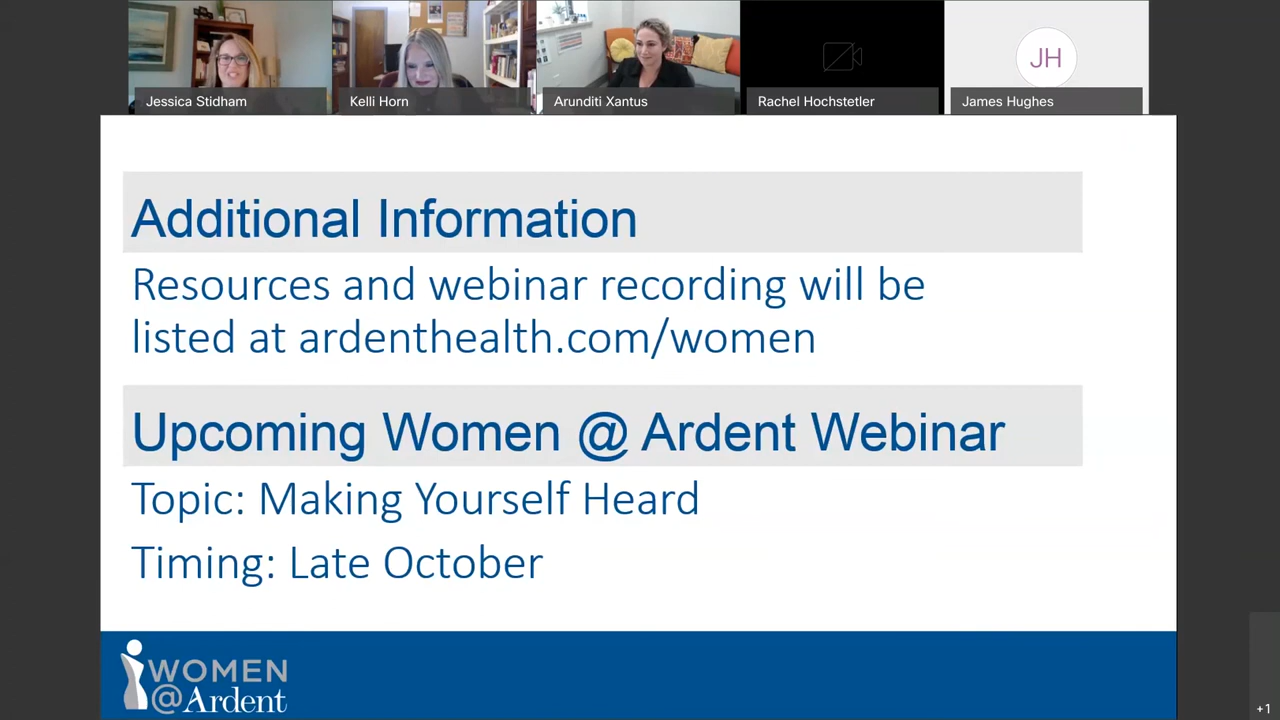 Jessica Stidham
Kelli Horn
Arunditi Xantus
Rachel Hochstetler
JH
James Hughes
Additional Information
Resources and webinar recording will be
listed at ardenthealth.com/women
Upcoming Women @ Ardent Webinar
Topic: Making Yourself Heard
Timing: Late October
WOMEN
@Ardent
+1